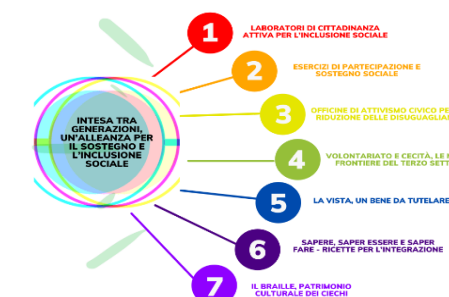 INTESA TRA
GENERAZIONI,
UN'ALLEANZA PER
IL SOSTEGNO E
L'INCLUSIONE
SOCIALE
1
LABORATORI DI CITTADINANZA
ATTIVA PER L'INCLUSIONE SOCIALE
2
ESERCIZI DI PARTECIPAZIONE E
SOSTEGNO SOCIALE
3
OFFICINE DI ATTIVISMO CIVICO
RIDUZIONE DELLE
4
VOLONTARIATO E CECITÀ, LE
FRONTIERE DEL TERZO
5
LA VISTA, UN BENE DA TUTELARE
6
SAPERE, SAPER ESSERE E SAPER
FARE - RICETTE PER L'INTEGRAZIONE
7
IL BRAILLE, PATRIMONIO
CULTURALE DEI CIECHI